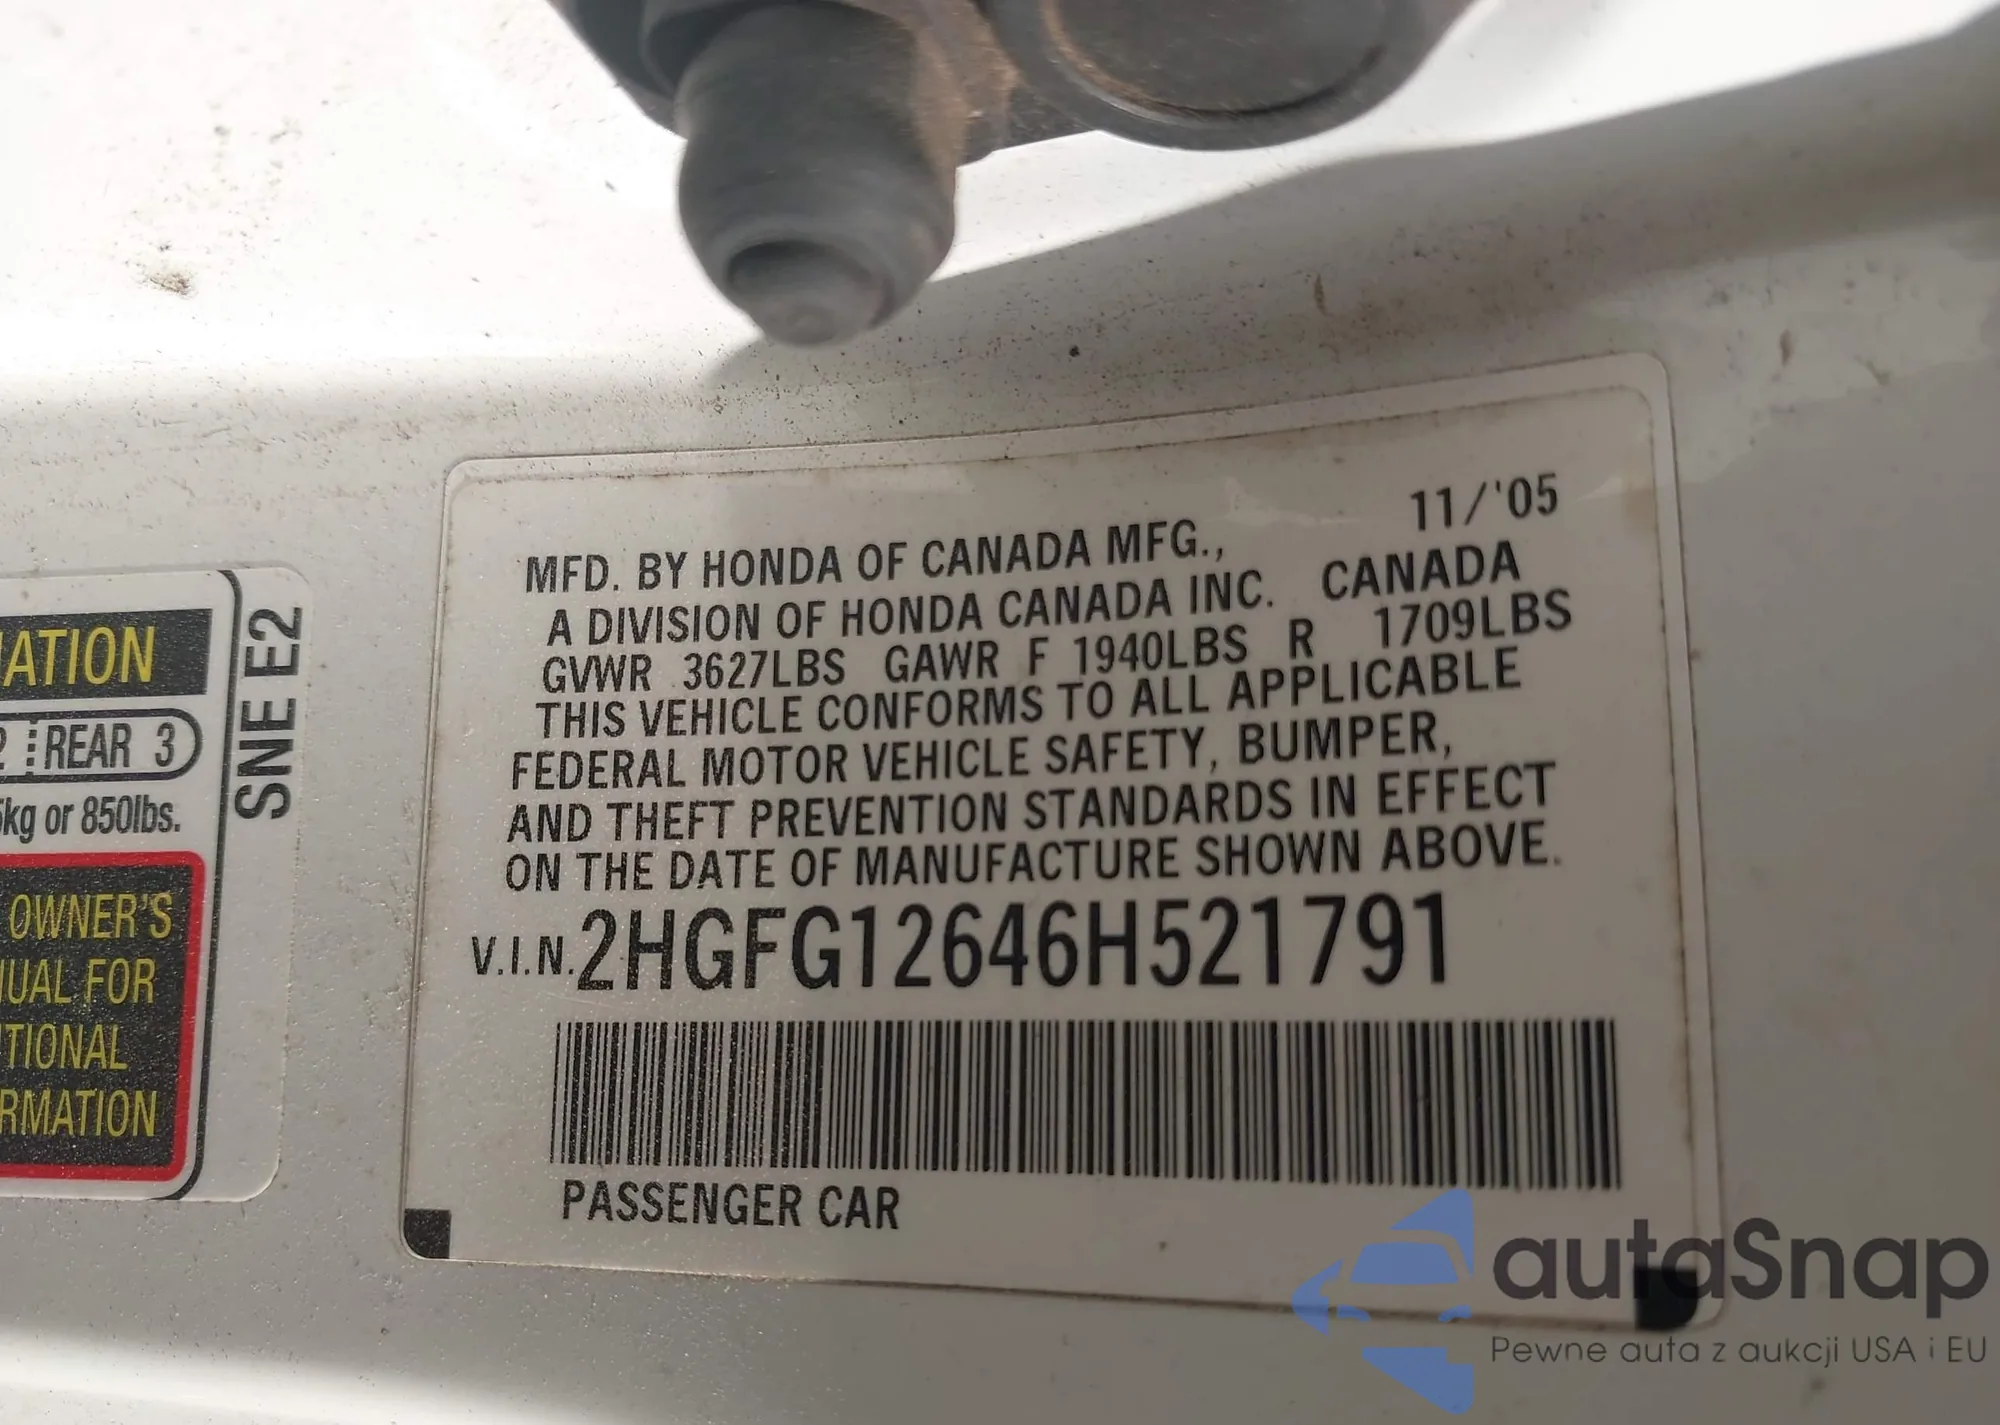 11/'05
MFD. BY HONDA OF CANADA MFG.,
A DIVISION OF HONDA CANADA INC. CANADA
GVWR 3627LBS GAWR F 1940LBS R 1709LBS
THIS VEHICLE CONFORMS TO ALL APPLICABLE
FEDERAL MOTOR VEHICLE SAFETY, BUMPER,
AND THEFT PREVENTION STANDARDS IN EFFECT
ON THE DATE OF MANUFACTURE SHOWN ABOVE.
V.I.N. 2HGFG12646H521791
PASSENGER CAR
ATION
2 REAR 3
5kg or 850lbs.
OWNER'S
UAL FOR
TIONAL
RMATION
SNE E2
autaSnap
Pewne auta z aukcji USA i EU